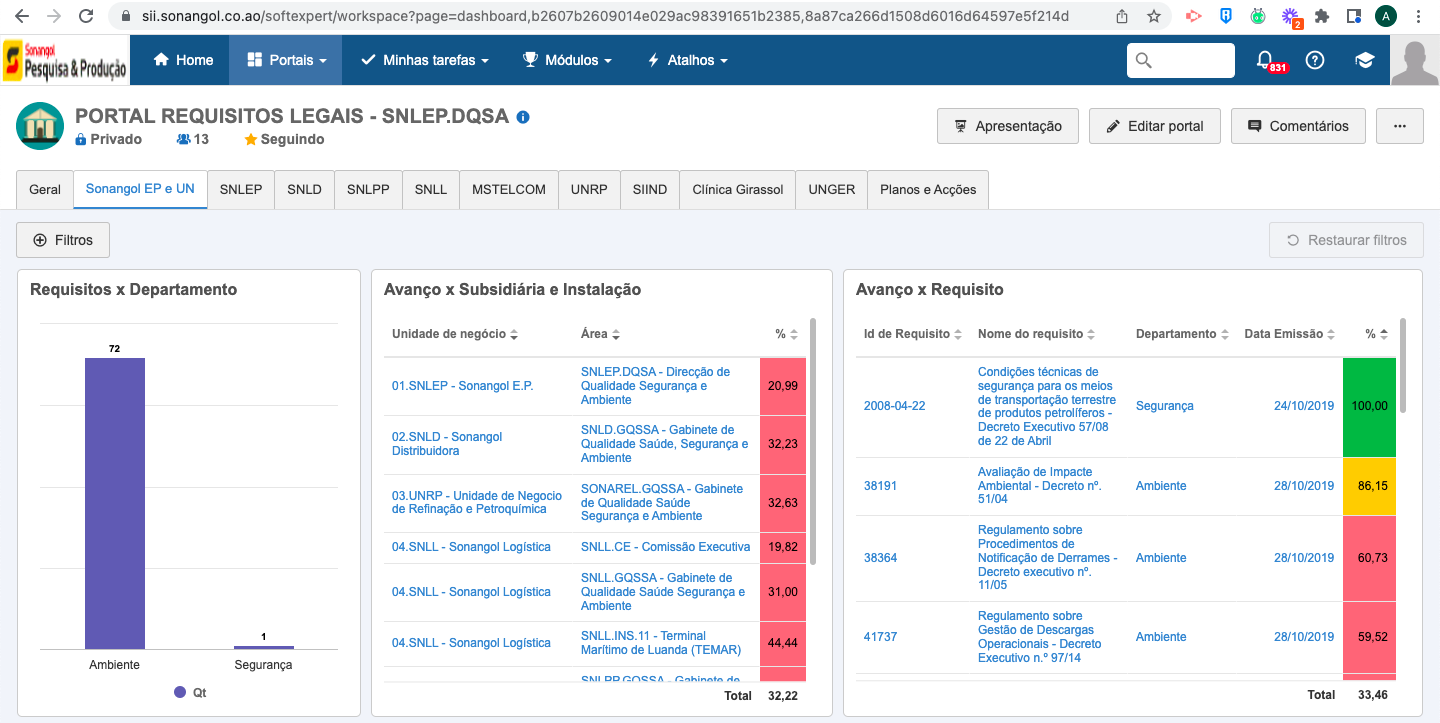 sii.sonangol.co.ao/softexpert/workspace?page=dashboard,b2607b2609014e029ac98391651b2385,8a87ca266d1508d6016d64597e5f214d
2
A
Sonangol
Pesquisa & Produção
Home
Portais
Minhas tarefas
Módulos
Atalhos
831
PORTAL REQUISITOS LEGAIS - SNLEP.DQSA
Privado
13
Seguindo
Apresentação
Editar portal
Comentários
...
Geral
Sonangol EP e UN
SNLEP
SNLD
SNLPP
SNLL
MSTELCOM
UNRP
SIIND
Clínica Girassol
UNGER
Planos e Acções
Filtros
Restaurar filtros
Requisitos x Departamento
72
1
Ambiente
Segurança
Qt
Avanço x Subsidiária e Instalação
Unidade de negócio
Área
%
01.SNLEP - Sonangol E.P.
SNLEP.DQSA - Direcção de
Qualidade Segurança e
Ambiente
20,99
02.SNLD - Sonangol
Distribuidora
SNLD.GQSSA - Gabinete de
Qualidade Saúde, Segurança e
Ambiente
32,23
03.UNRP - Unidade de Negocio
de Refinação e Petroquímica
SONAREL.GQSSA - Gabinete
de Qualidade Saúde
Segurança e Ambiente
32,63
04.SNLL - Sonangol Logística
SNLL.CE - Comissão Executiva
19,82
04.SNLL - Sonangol Logística
SNLL.GQSSA - Gabinete de
Qualidade Saúde Segurança e
Ambiente
31,00
04.SNLL - Sonangol Logística
SNLL.INS.11 - Terminal
Marítimo de Luanda (TEMAR)
44,44
SNLPP.GQSSA - Gabinete de
Total
32,22
Avanço x Requisito
Id de Requisito
Nome do requisito
Departamento
Data Emissão
%
2008-04-22
Condições técnicas de
segurança para os meios
de transportação terrestre
de produtos petrolíferos -
Decreto Executivo 57/08
de 22 de Abril
Segurança
24/10/2019
100,00
38191
Avaliação de Impacte
Ambiental - Decreto nº.
51/04
Ambiente
28/10/2019
86,15
38364
Regulamento sobre
Procedimentos de
Notificação de Derrames -
Decreto executivo nº.
11/05
Ambiente
28/10/2019
60,73
41737
Regulamento sobre
Gestão de Descargas
Operacionais - Decreto
Executivo n.º 97/14
Ambiente
28/10/2019
59,52
Total
33,46